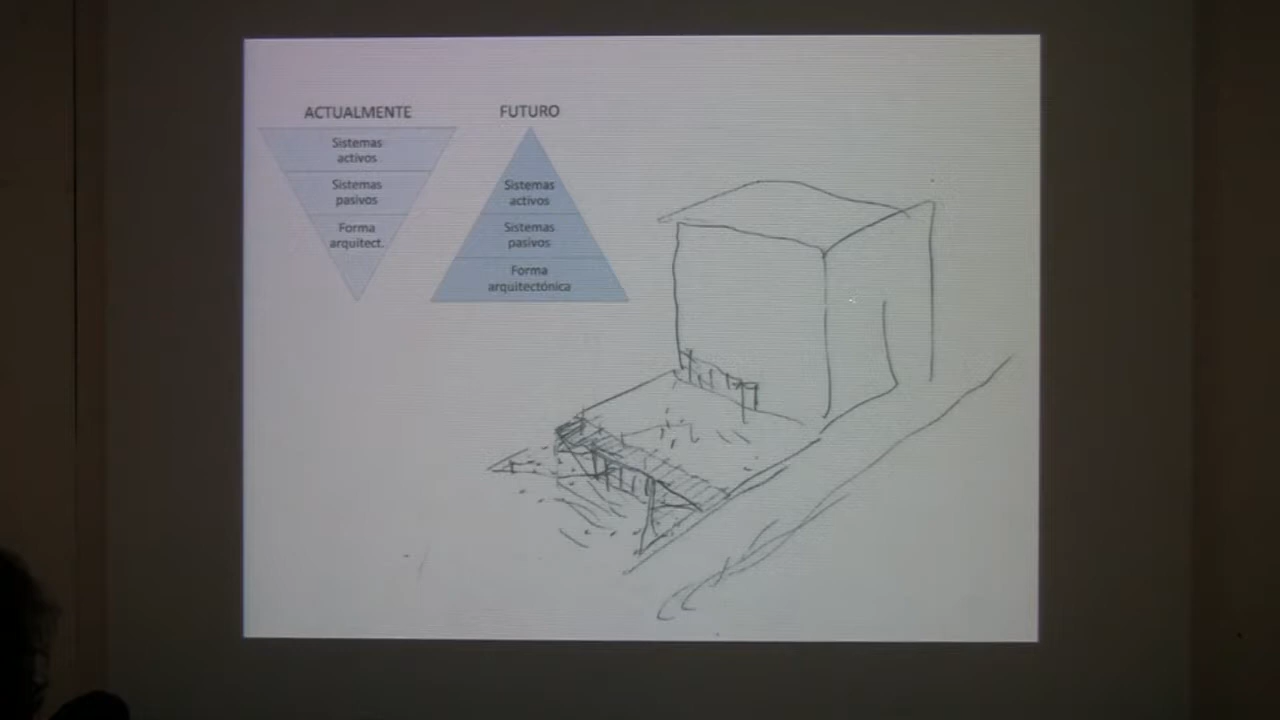 ACTUALMENTE
Sistemas
activos
Sistemas
pasivos
Forma
arquitect.
FUTURO
Sistemas
activos
Sistemas
pasivos
Forma
arquitectónica